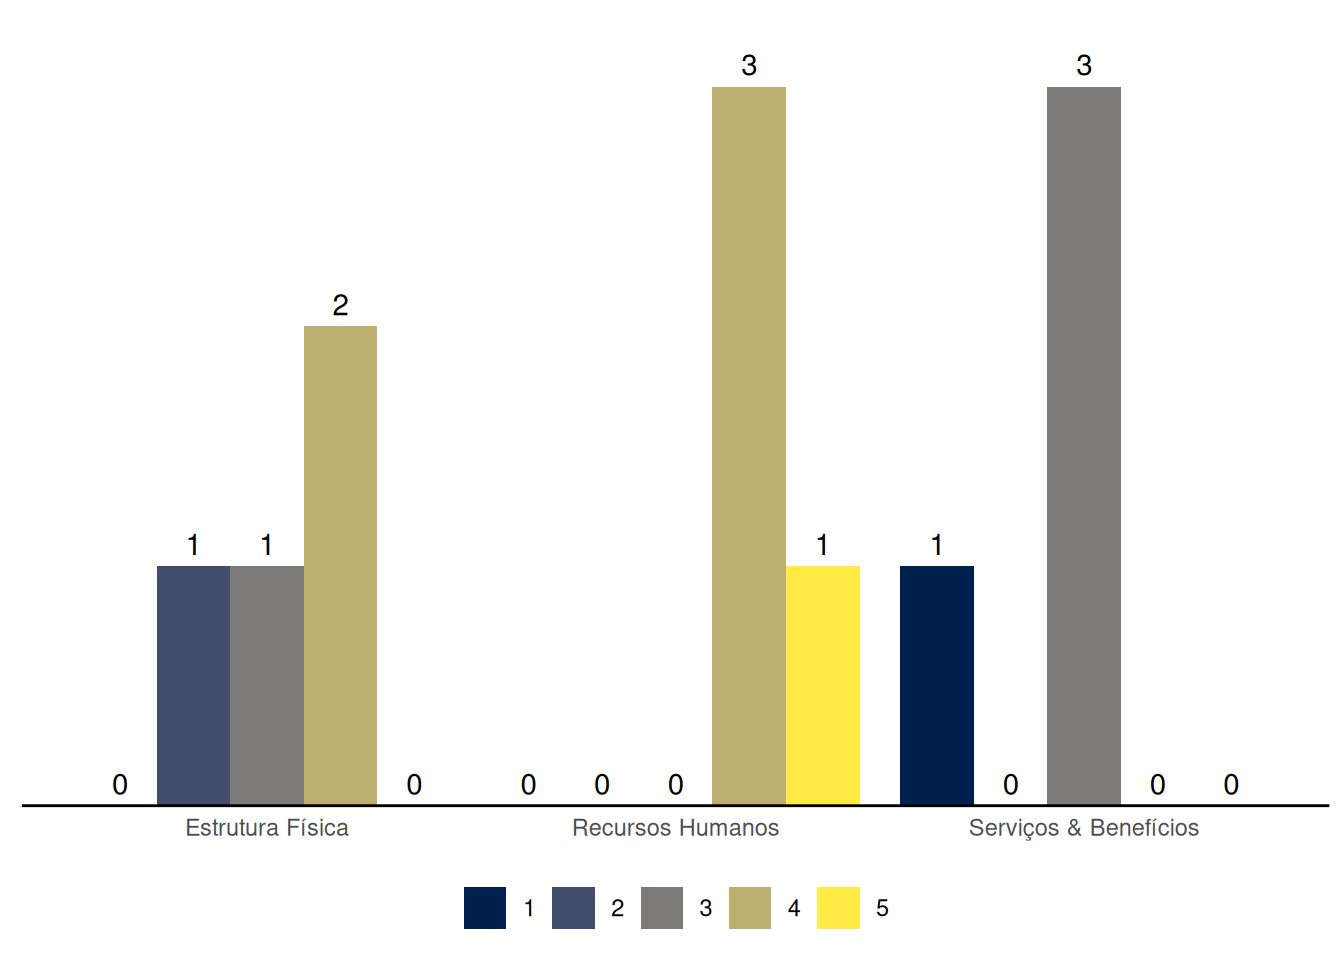 3 3
2
1 1 1 1
0 0 0 0 0 0 0 0
Estrutura Física Recursos Humanos Serviços & Benefícios
1 2 3 4 5